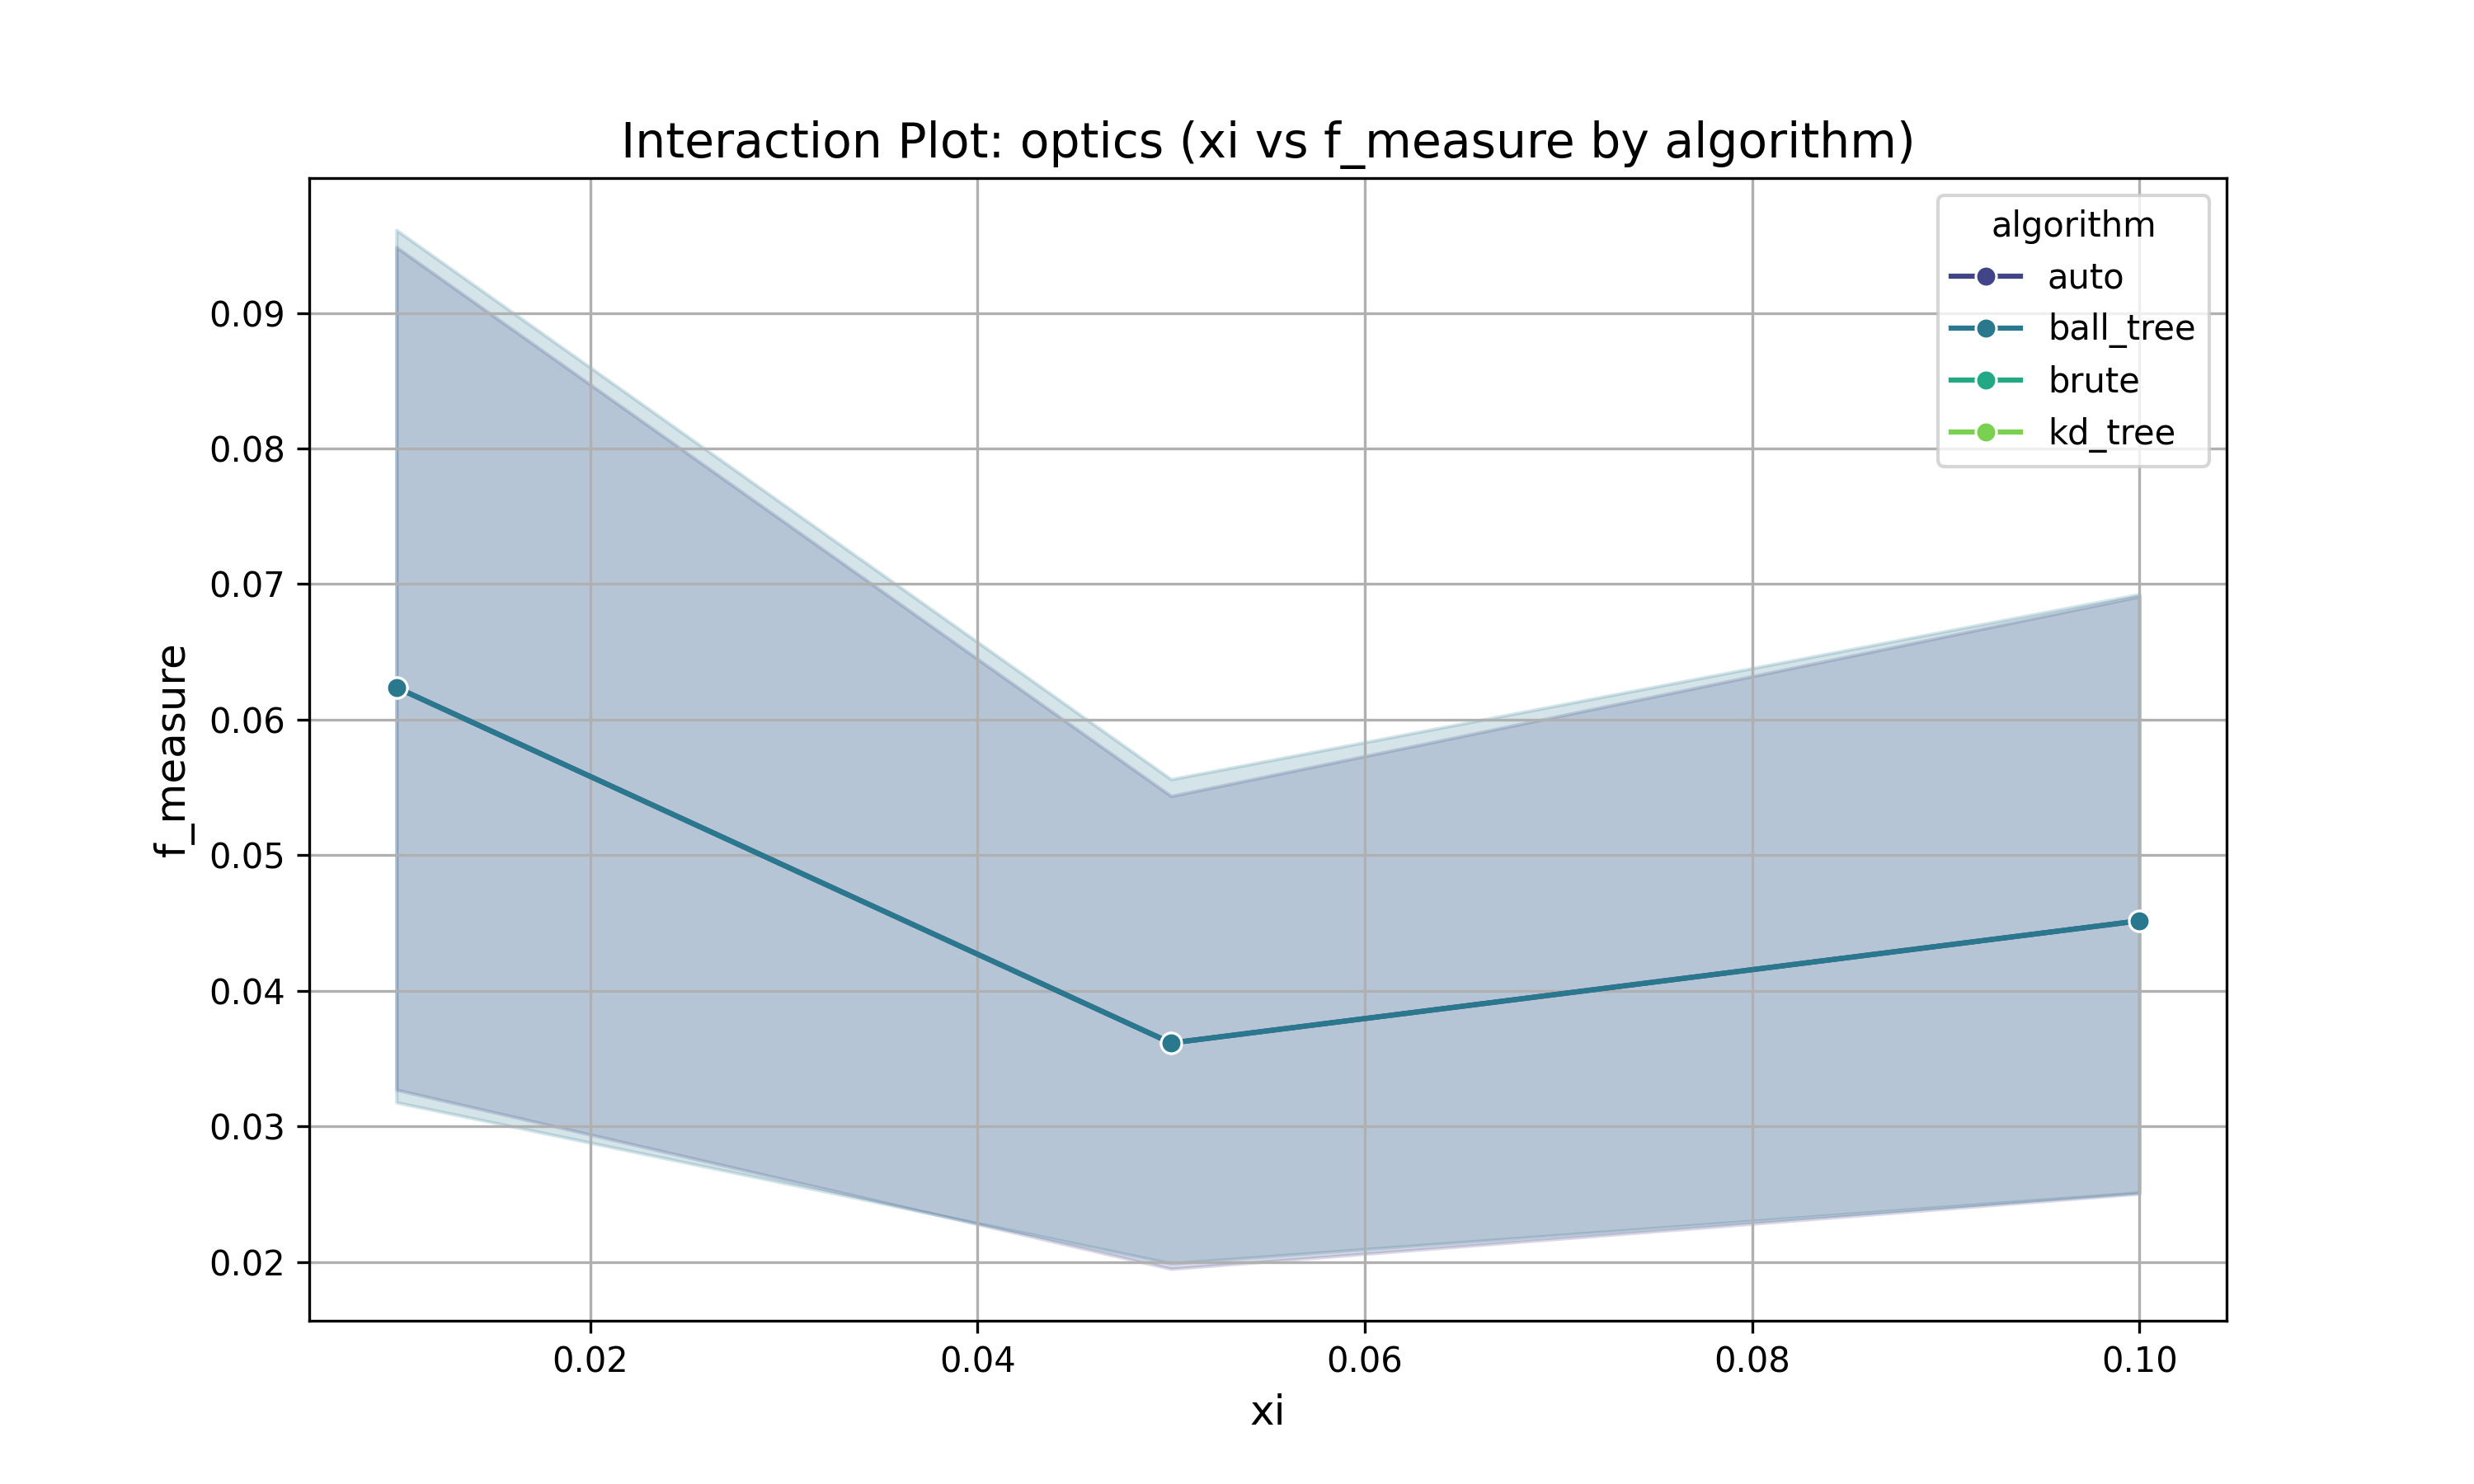 Interaction Plot: optics (xi vs f_measure by algorithm)
algorithm
auto
ball_tree
brute
kd_tree
f_measure
0.09
0.08
0.07
0.06
0.05
0.04
0.03
0.02
0.02 0.04 0.06 0.08 0.10
xi